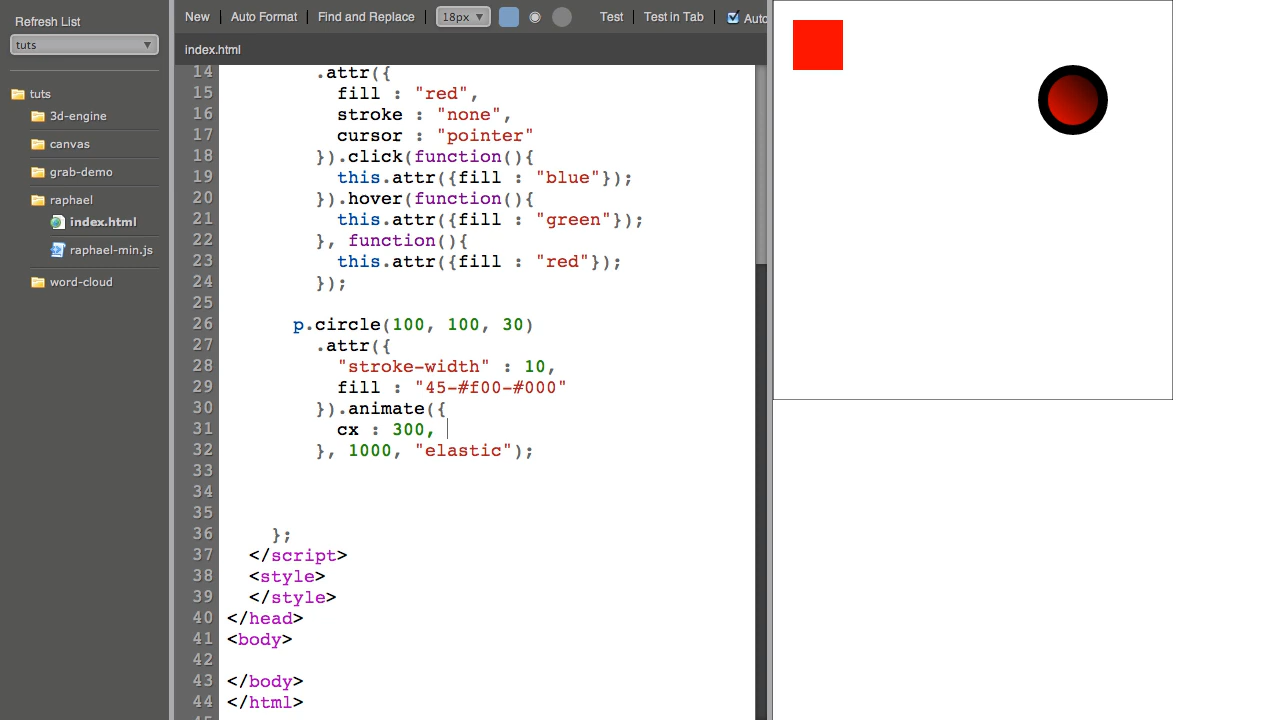 Refresh List
tuts
tuts
3d-engine
canvas
grab-demo
raphael
index.html
raphael-min.js
word-cloud
New Auto Format Find and Replace 18px Test Test in Tab Auto
index.html
14 .attr({
15 fill : "red",
16 stroke : "none",
17 cursor : "pointer"
18 }).click(function(){
19 this.attr({fill : "blue"});
20 }).hover(function(){
21 this.attr({fill : "green"});
22 }, function(){
23 this.attr({fill : "red"});
24 });
25
26 p.circle(100, 100, 30)
27 .attr({
28 "stroke-width" : 10,
29 fill : "45-#f00-#000"
30 }).animate({
31 cx : 300,
32 }, 1000, "elastic");
33
34
35
36 };
37 </script>
38 <style>
39 </style>
40 </head>
41 <body>
42
43 </body>
44 </html>